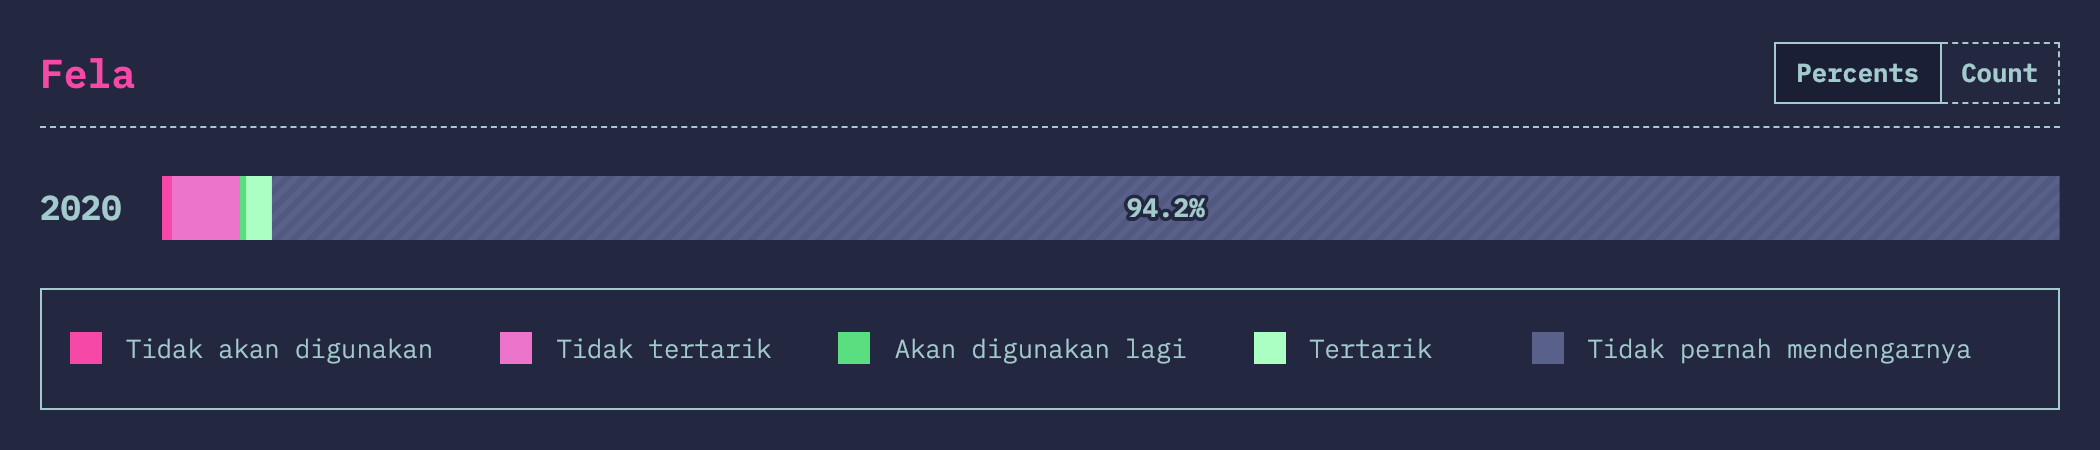 Fela
Percents Count
2020 94.2%
Tidak akan digunakan Tidak tertarik Akan digunakan lagi Tertarik Tidak pernah mendengarnya